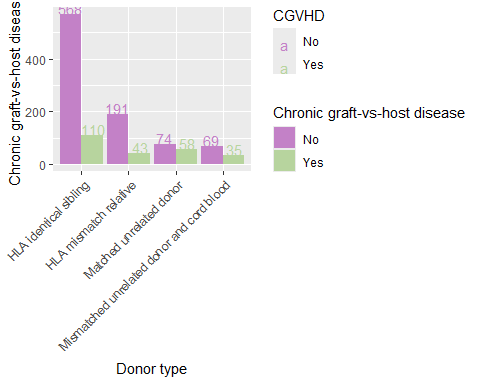 Chronic graft-vs-host diseas
400
200
0
568
110
191
43
74
58
69
35
HLA identical sibling
HLA mismatch relative
Matched unrelated donor
Mismatched unrelated donor and cord blood
Donor type
CGVHD
a No
a Yes
Chronic graft-vs-host disease
No
Yes